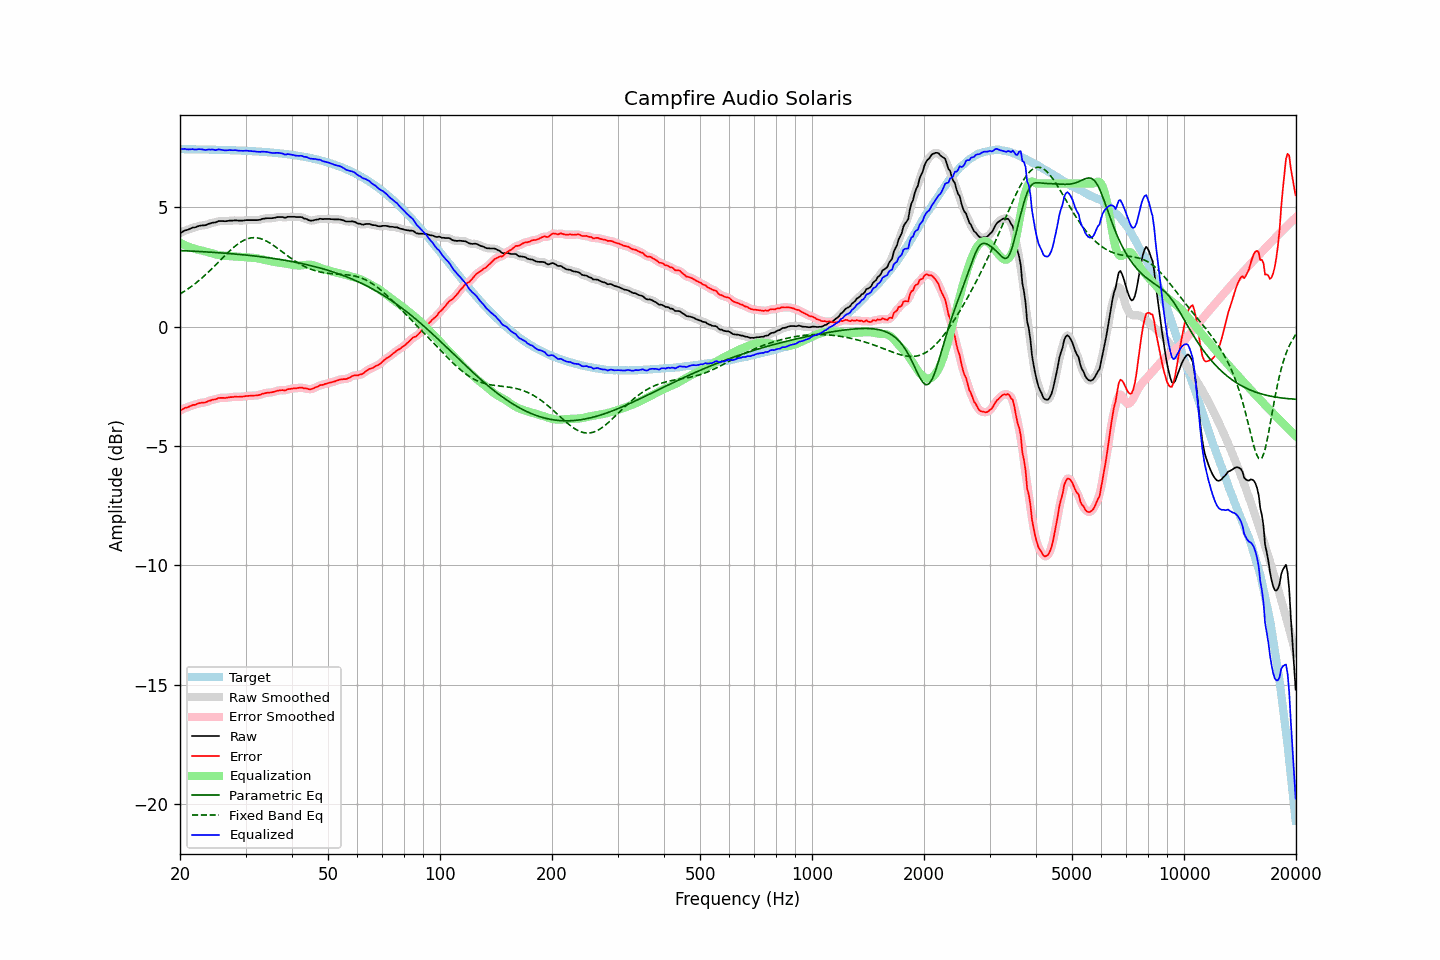 Campfire Audio Solaris
Amplitude (dBr)
5
0
−5
−10
−15
−20
Target
Raw Smoothed
Error Smoothed
Raw
Error
Equalization
Parametric Eq
Fixed Band Eq
Equalized
20 50 100 200 500 1000 2000 5000 10000 20000
Frequency (Hz)